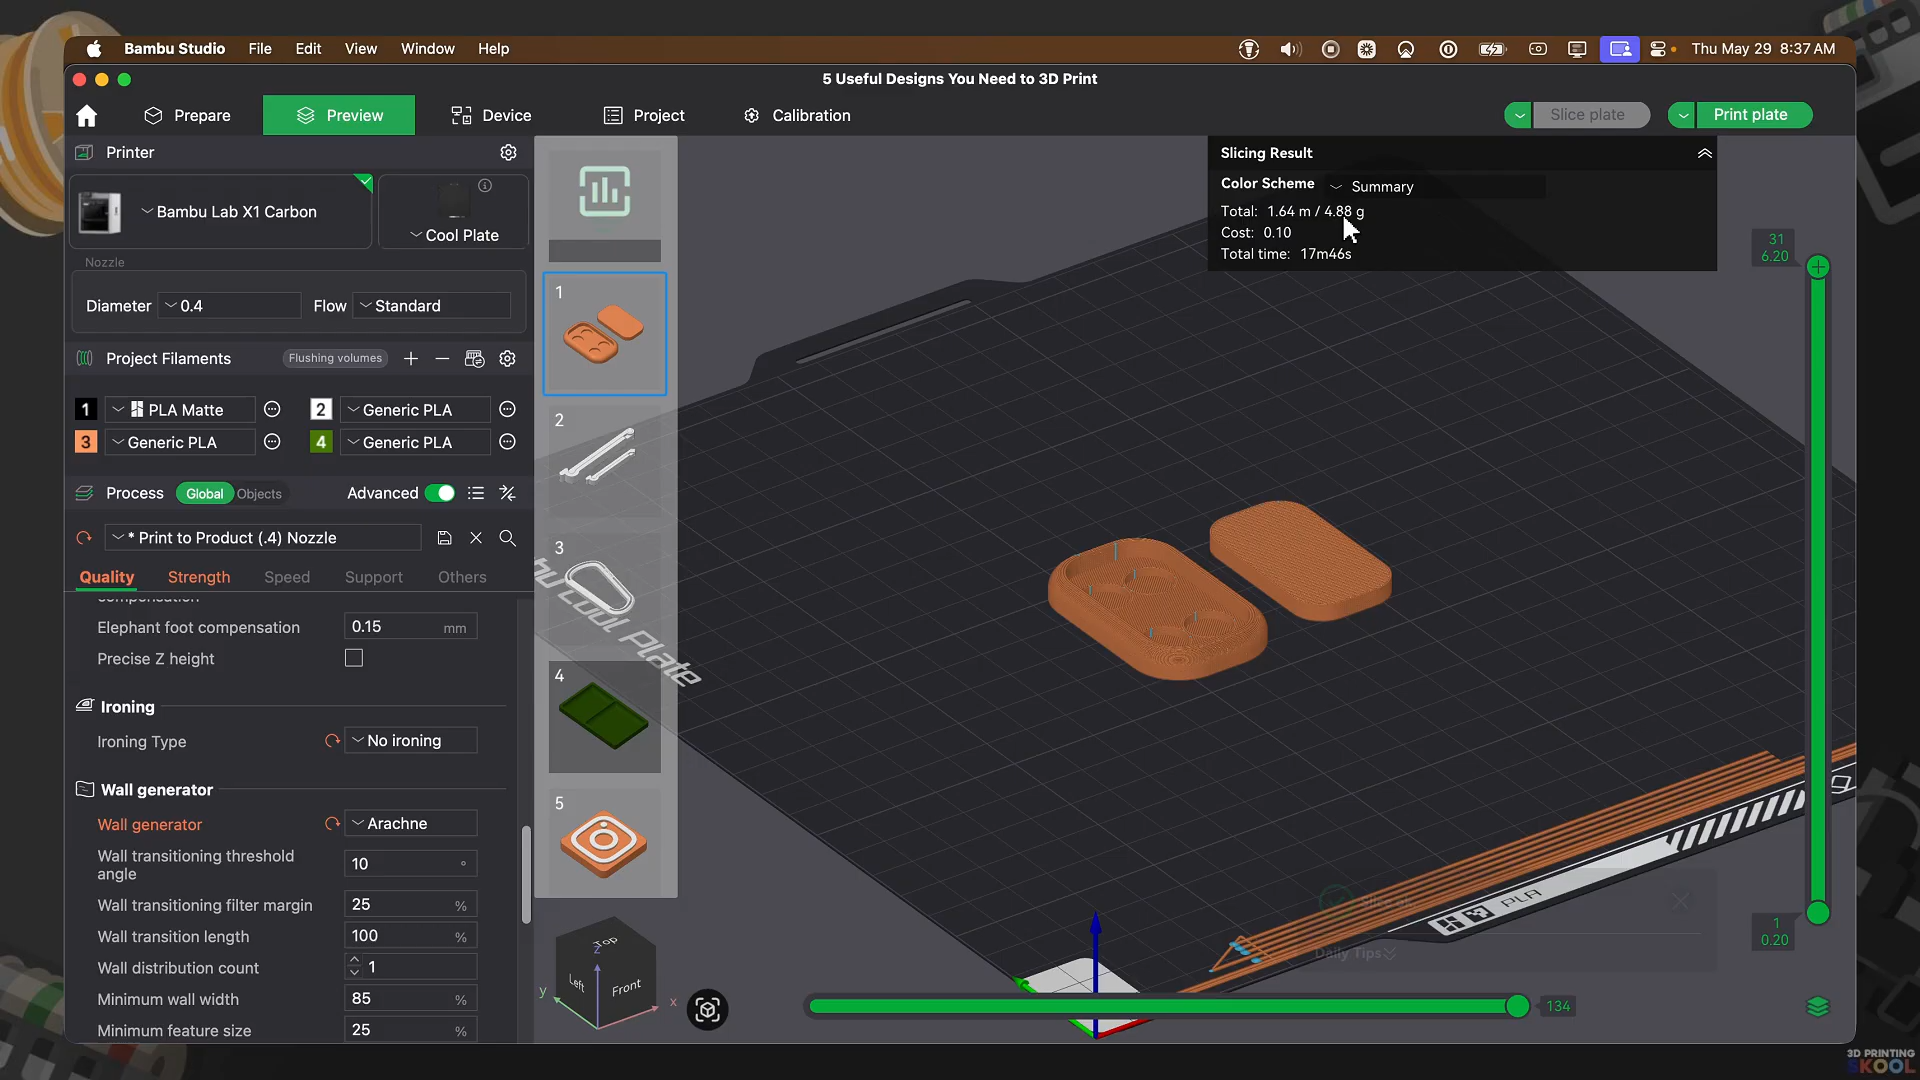 Bambu Studio File Edit View Window Help Thu May 29 8:37 AM
5 Useful Designs You Need to 3D Print
Prepare Preview Device Project Calibration Slice plate Print plate
Printer
Bambu Lab X1 Carbon
Cool Plate
Nozzle
Diameter 0.4 Flow Standard
Project Filaments Flushing volumes
1 PLA Matte 2 Generic PLA
3 Generic PLA 4 Generic PLA
Process Global Objects Advanced
* Print to Product (.4) Nozzle
Quality Strength Speed Support Others
Elephant foot compensation 0.15 mm
Precise Z height
Ironing
Ironing Type No ironing
Wall generator
Wall generator Arachne
Wall transitioning threshold
angle 10 °
Wall transitioning filter margin 25 %
Wall transition length 100 %
Wall distribution count 1
Minimum wall width 85 %
Minimum feature size 25 %
1
2
3
4
5
Cool Plate
Slicing Result
Color Scheme Summary
Total: 1.64 m / 4.88 g
Cost: 0.10
Total time: 17m46s
31
6.20
1
0.20
PLA
Daily Tips
Top
Left Front
z
y x
134
3D PRINTING
SKOOL